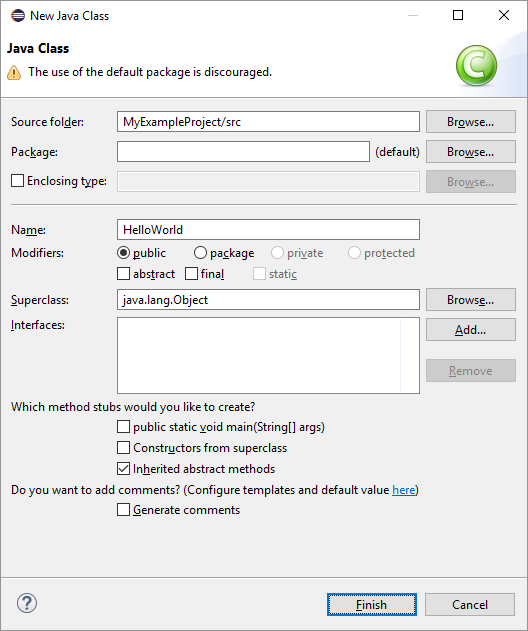 New Java Class
Java Class
The use of the default package is discouraged.
Source folder: MyExampleProject/src Browse...
Package: (default) Browse...
Enclosing type: Browse...
Name: HelloWorld
Modifiers: public package private protected
abstract final static
Superclass: java.lang.Object Browse...
Interfaces: Add...
Remove
Which method stubs would you like to create?
public static void main(String[] args)
Constructors from superclass
Inherited abstract methods
Do you want to add comments? (Configure templates and default value here)
Generate comments
? Finish Cancel